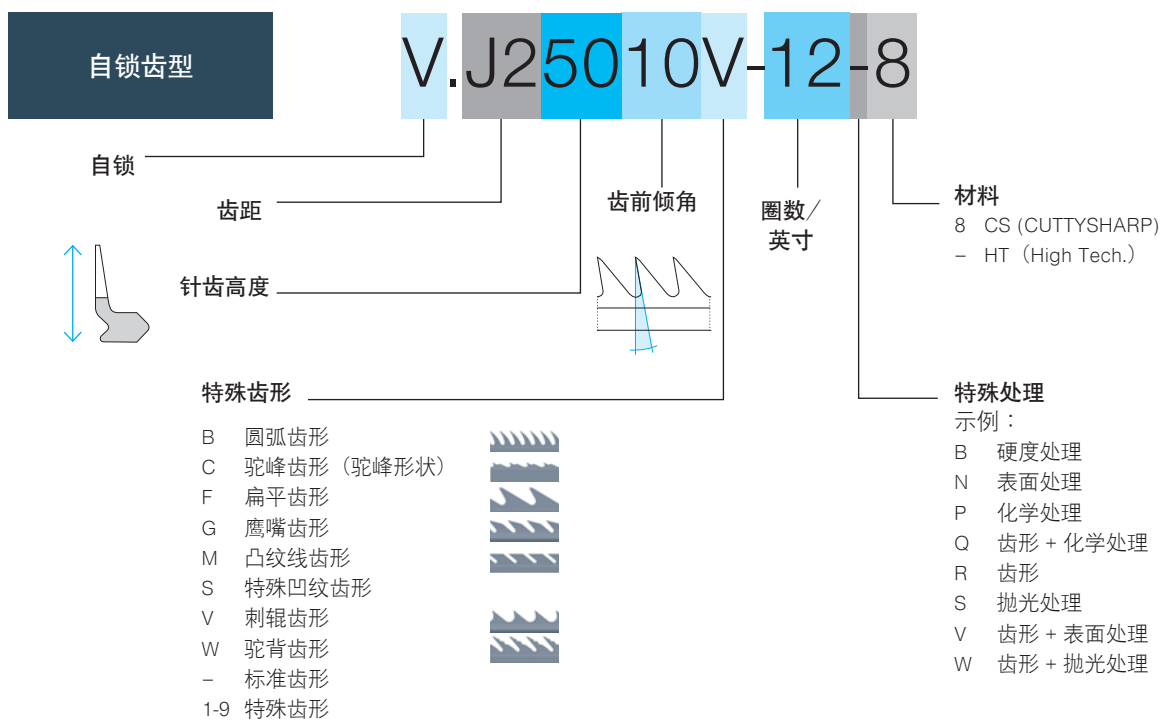 自锁齿型
V.J25010V-12-8
自锁
齿距
针齿高度
齿前倾角
圈数/
英寸
材料
8 CS (CUTTYSHARP)
– HT（High Tech.）
特殊齿形
B 圆弧齿形
C 驼峰齿形（驼峰形状）
F 扁平齿形
G 鹰嘴齿形
M 凸纹线齿形
S 特殊凹纹齿形
V 刺辊齿形
W 驼背齿形
– 标准齿形
1-9 特殊齿形
特殊处理
示例：
B 硬度处理
N 表面处理
P 化学处理
Q 齿形 + 化学处理
R 齿形
S 抛光处理
V 齿形 + 表面处理
W 齿形 + 抛光处理